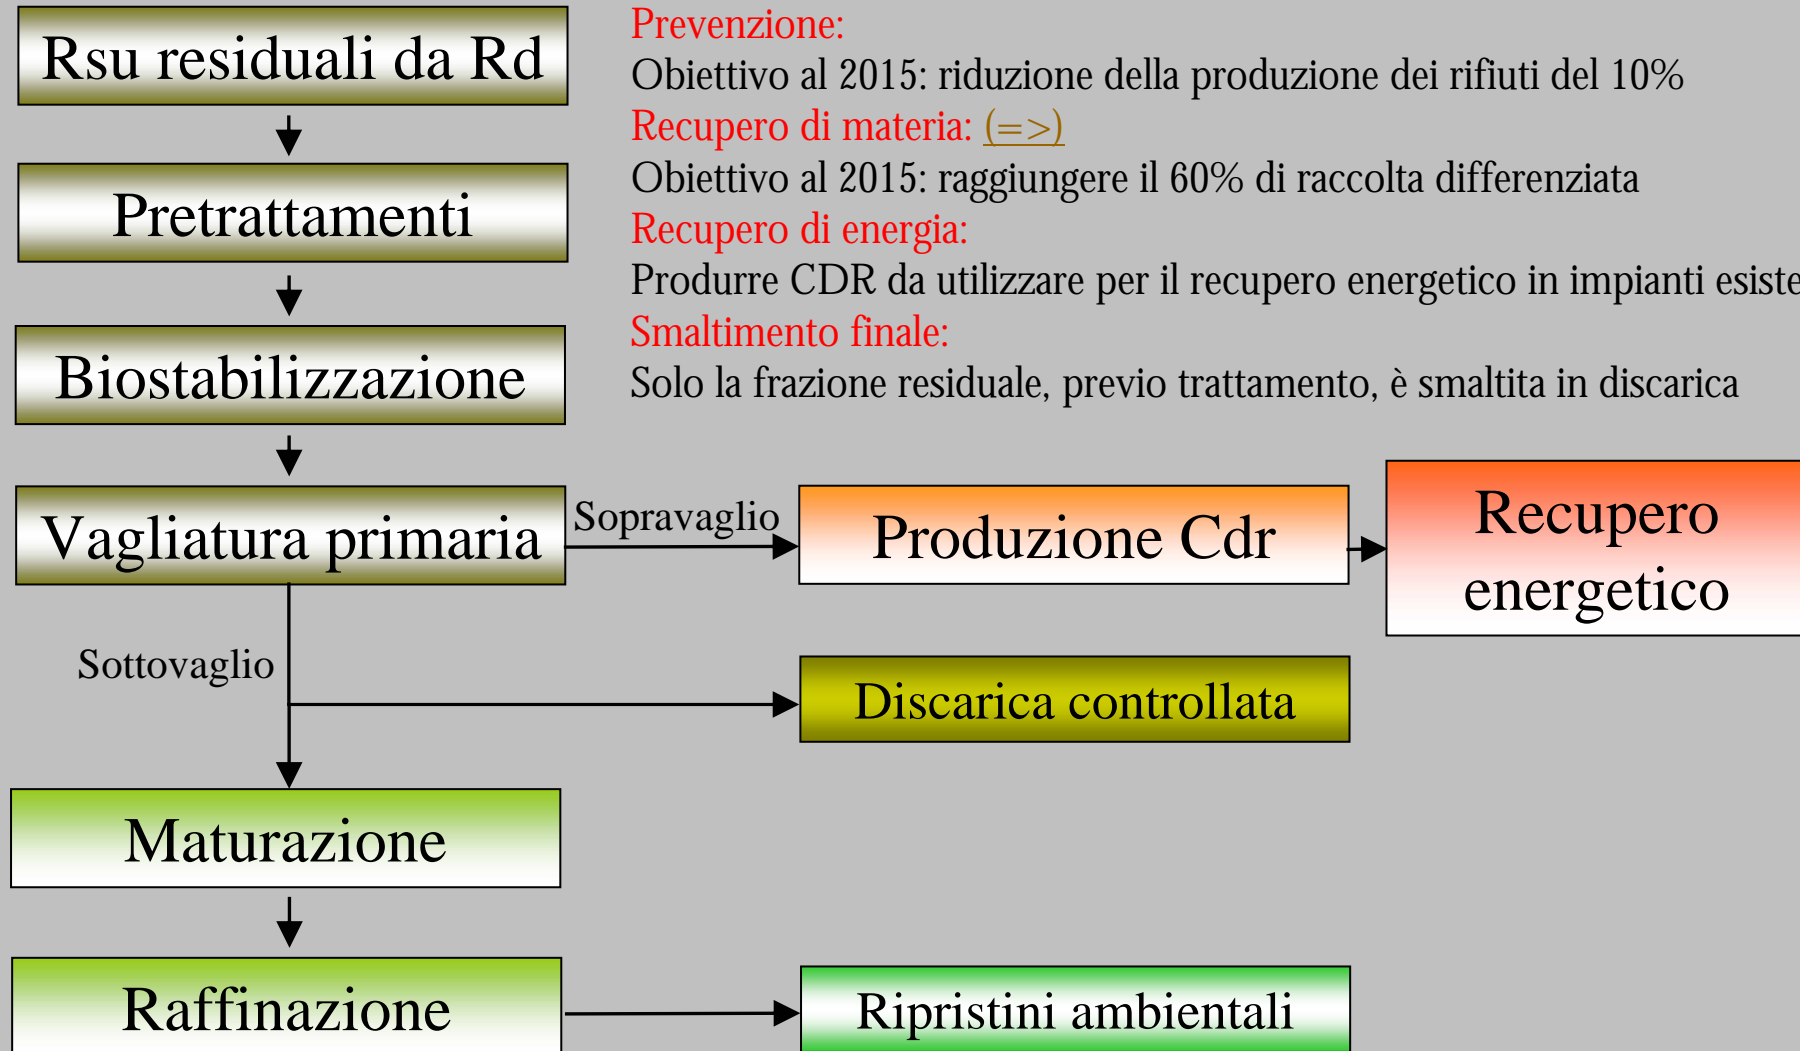 Rsu residuali da Rd
Prevenzione:
Obiettivo al 2015: riduzione della produzione dei rifiuti del 10%
Recupero di materia: (=>)
Obiettivo al 2015: raggiungere il 60% di raccolta differenziata
Recupero di energia:
Produrre CDR da utilizzare per il recupero energetico in impianti esiste
Smaltimento finale:
Solo la frazione residuale, previo trattamento, è smaltita in discarica
Pretrattamenti
Biostabilizzazione
Vagliatura primaria
Sopravaglio
Produzione Cdr
Recupero
energetico
Sottovaglio
Discarica controllata
Maturazione
Raffinazione
Ripristini ambientali